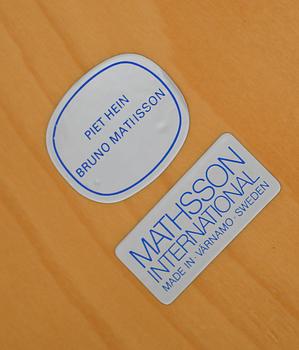 PIET HEIN
BRUNO MATHSSON
MATHSSON
INTERNATIONAL
MADE IN · VÄRNAMO · SWEDEN